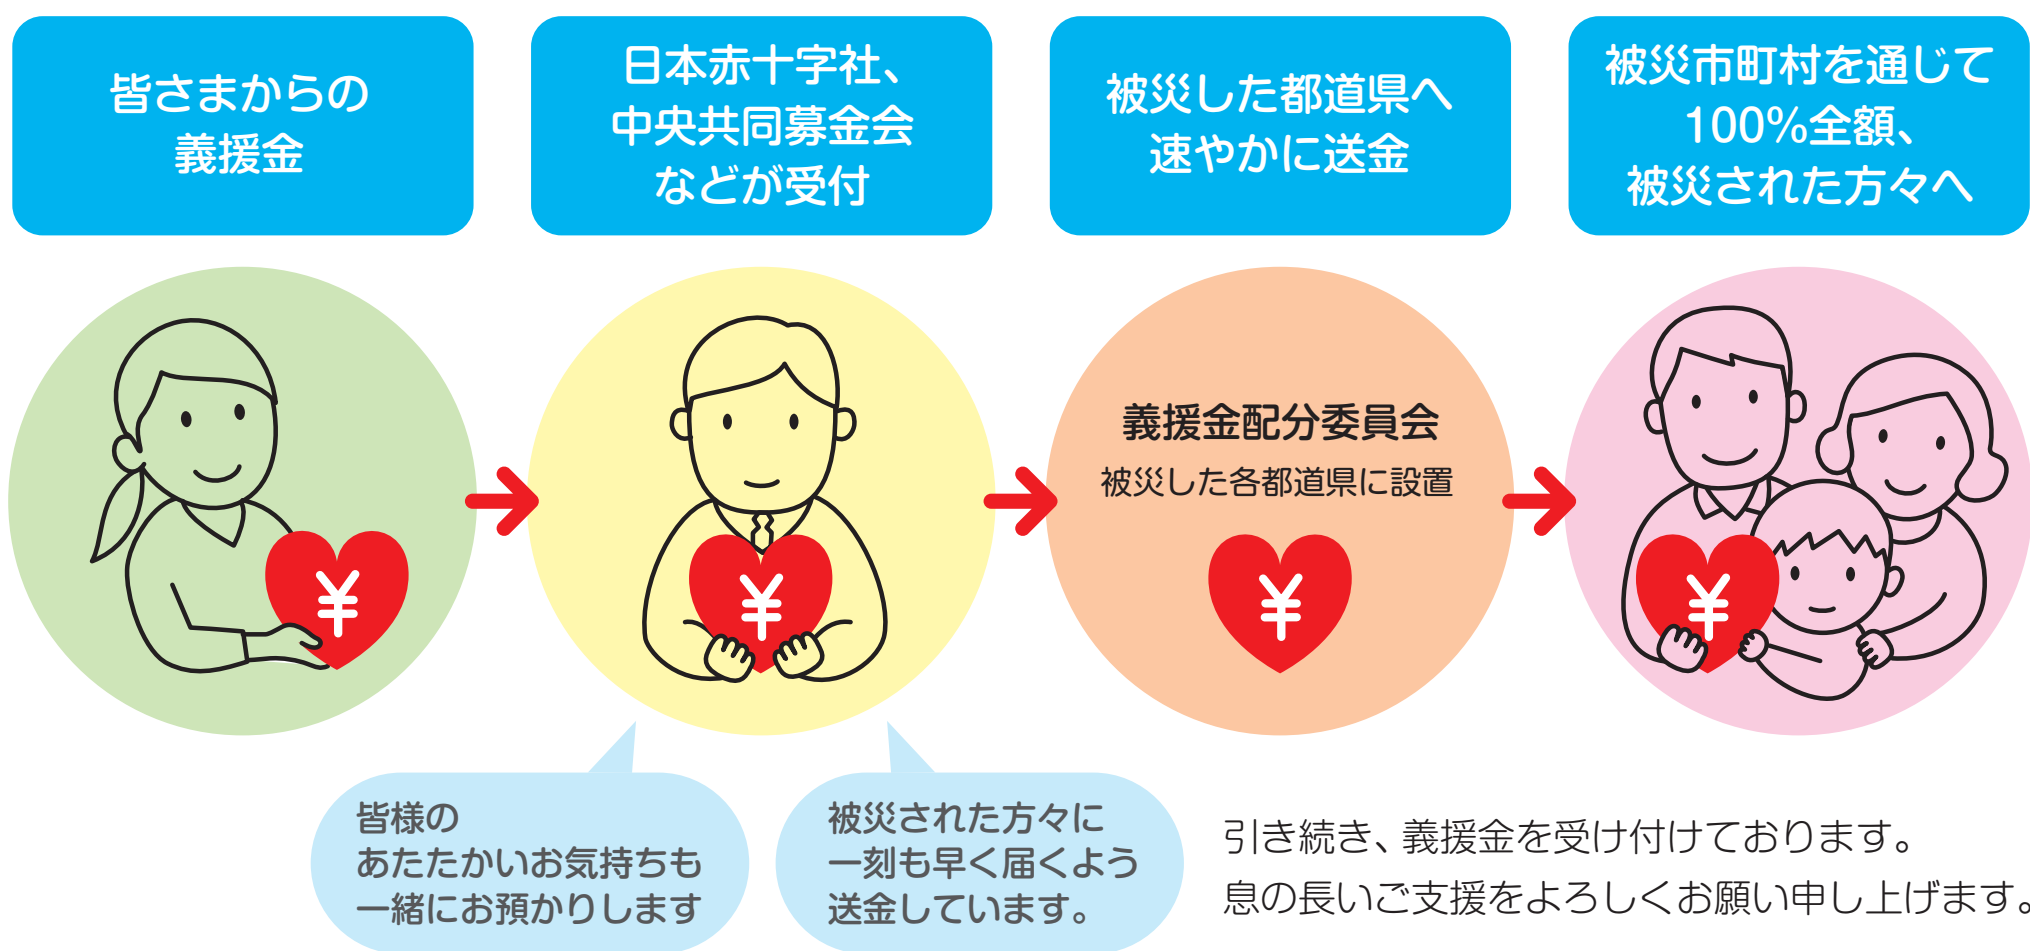 皆さまからの
義援金
日本赤十字社、
中央共同募金会
などが受付
被災した都道県へ
速やかに送金
被災市町村を通じて
100%全額、
被災された方々へ
¥
¥
義援金配分委員会
被災した各都道県に設置
¥
¥
皆様の
あたたかいお気持ちも
一緒にお預かりします
被災された方々に
一刻も早く届くよう
送金しています。
引き続き、義援金を受け付けております。
息の長いご支援をよろしくお願い申し上げます。